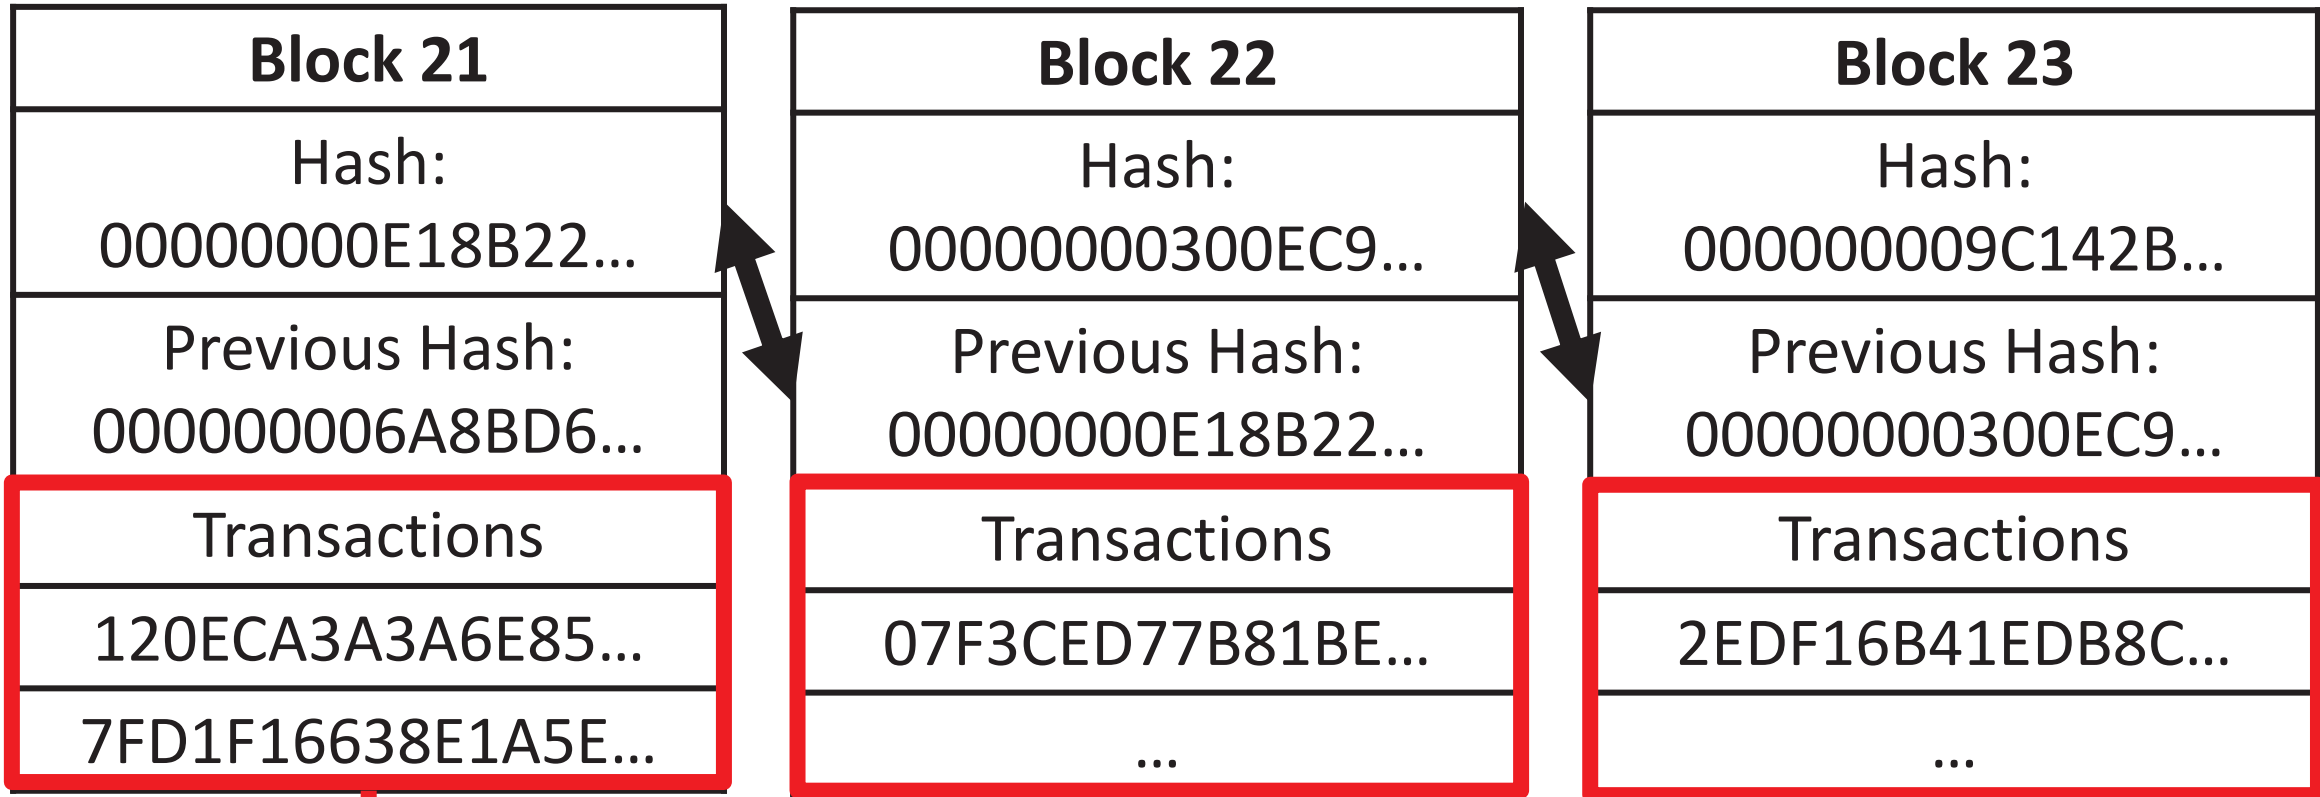 Block 21
Hash:
00000000E18B22...
Previous Hash:
000000006A8BD6...
Transactions
120ECA3A3A6E85...
7FD1F16638E1A5E...
Block 22
Hash:
00000000300EC9...
Previous Hash:
00000000E18B22...
Transactions
07F3CED77B81BE...
...
Block 23
Hash:
000000009C142B...
Previous Hash:
00000000300EC9...
Transactions
2EDF16B41EDB8C...
...